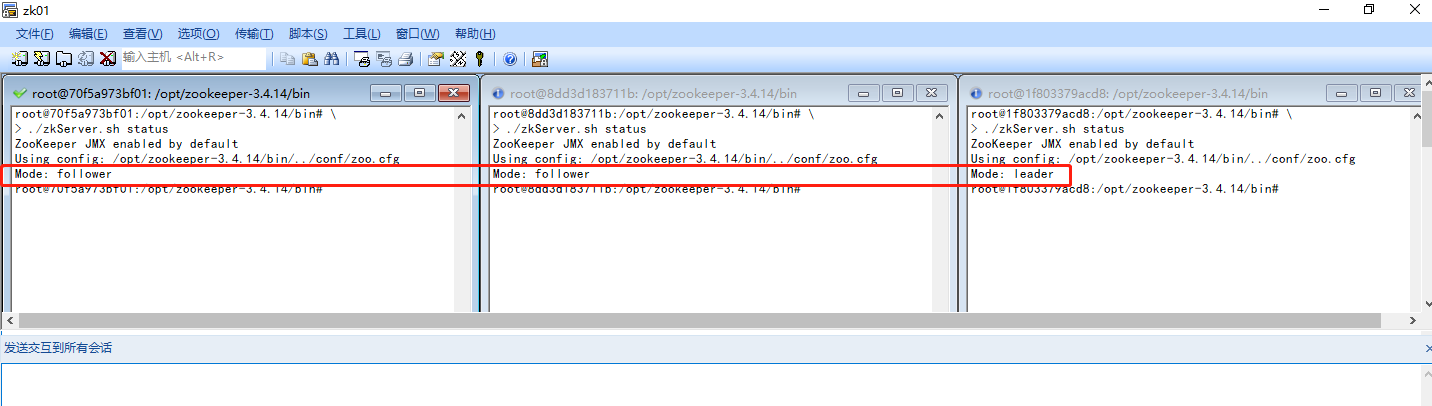 zk01
文件(F) 编辑(E) 查看(V) 选项(O) 传输(T) 脚本(S) 工具(L) 窗口(W) 帮助(H)
输入主机 <Alt+R>
root@70f5a973bf01: /opt/zookeeper-3.4.14/bin
root@70f5a973bf01:/opt/zookeeper-3.4.14/bin# \
> ./zkServer.sh status
ZooKeeper JMX enabled by default
Using config: /opt/zookeeper-3.4.14/bin/../conf/zoo.cfg
Mode: follower
root@70f5a973bf01:/opt/zookeeper-3.4.14/bin#
root@8dd3d183711b: /opt/zookeeper-3.4.14/bin
root@8dd3d183711b:/opt/zookeeper-3.4.14/bin# \
> ./zkServer.sh status
ZooKeeper JMX enabled by default
Using config: /opt/zookeeper-3.4.14/bin/../conf/zoo.cfg
Mode: follower
root@8dd3d183711b:/opt/zookeeper-3.4.14/bin#
root@1f803379acd8: /opt/zookeeper-3.4.14/bin
root@1f803379acd8:/opt/zookeeper-3.4.14/bin# \
> ./zkServer.sh status
ZooKeeper JMX enabled by default
Using config: /opt/zookeeper-3.4.14/bin/../conf/zoo.cfg
Mode: leader
root@1f803379acd8:/opt/zookeeper-3.4.14/bin#
发送交互到所有会话